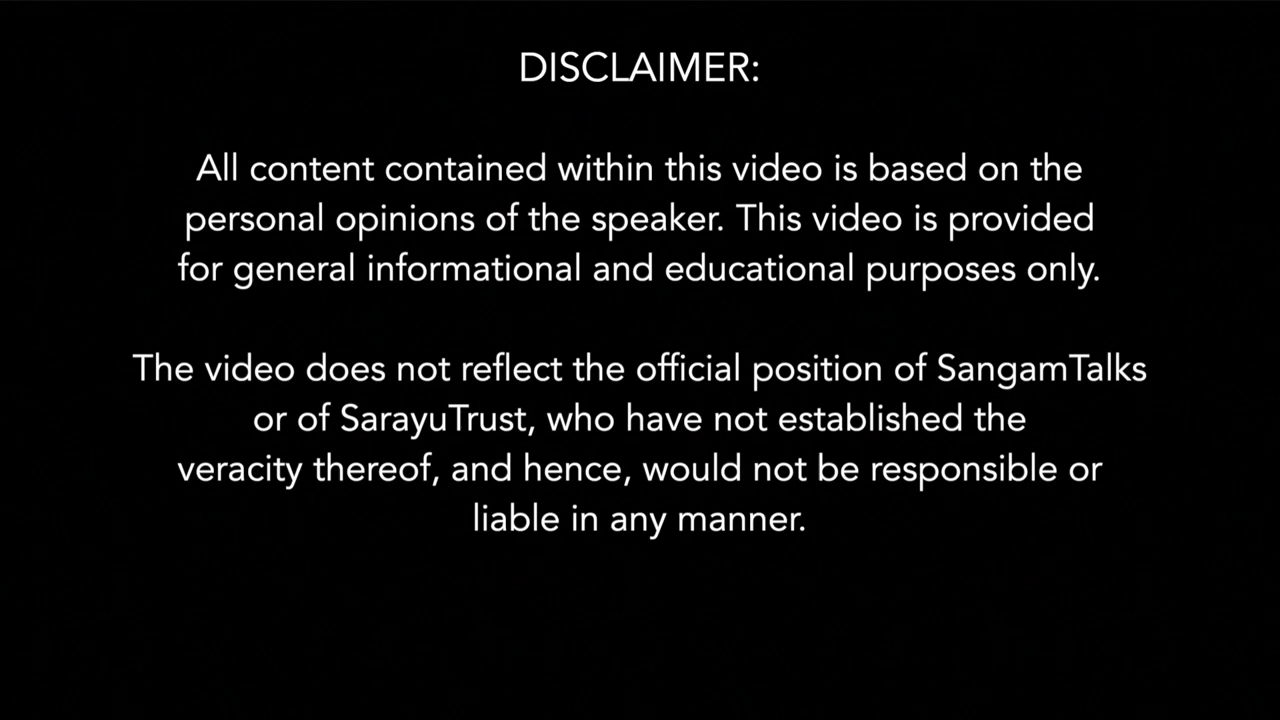 DISCLAIMER:
All content contained within this video is based on the
personal opinions of the speaker. This video is provided
for general informational and educational purposes only.
The video does not reflect the official position of SangamTalks
or of SarayuTrust, who have not established the
veracity thereof, and hence, would not be responsible or
liable in any manner.